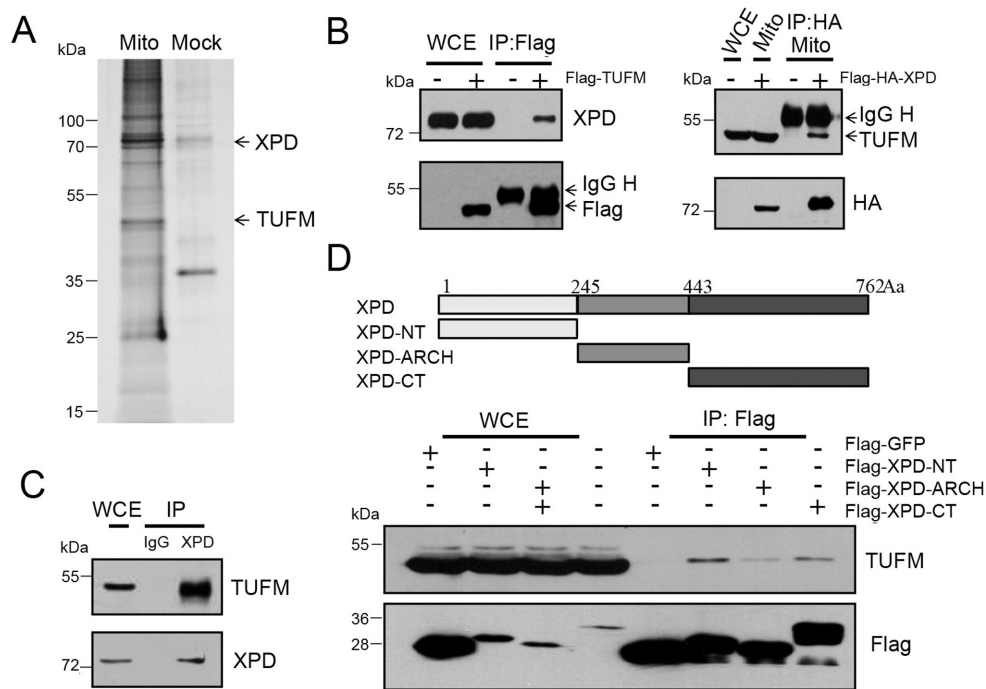 A
kDa
Mito Mock
100
70
55
35
25
15
XPD
TUFM
B
WCE IP:Flag
- + - + Flag-TUFM
kDa
72
XPD
55
IgG H
Flag
WCE Mito IP:HA Mito
- + - + Flag-HA-XPD
kDa
55
IgG H
TUFM
72
HA
C
WCE IP
IgG XPD
kDa
55
TUFM
72
XPD
D
1 245 443 762Aa
XPD
XPD-NT
XPD-ARCH
XPD-CT
WCE IP: Flag
+ - - - + - - - Flag-GFP
- + - - - + - - Flag-XPD-NT
- - + - - - + - Flag-XPD-ARCH
- - + - - - - + Flag-XPD-CT
kDa
55
TUFM
36
28
Flag